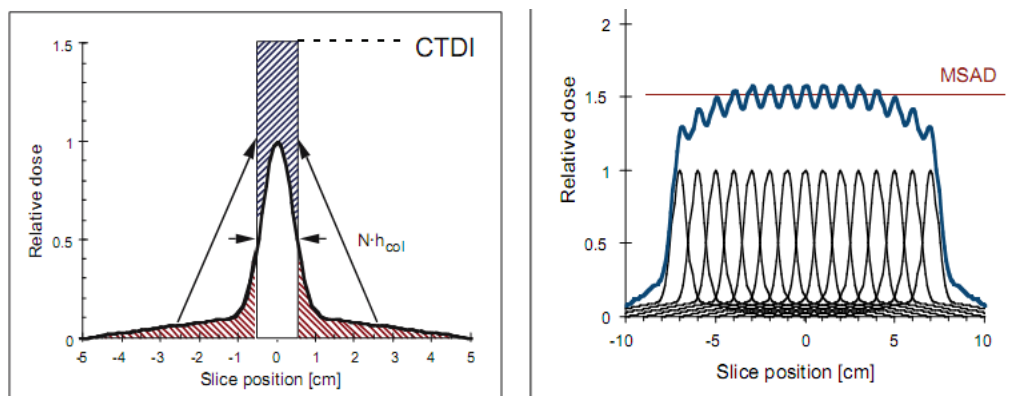 CTDI
Relative dose
1.5
1
0.5
0
N·hcol
-5 -4 -3 -2 -1 0 1 2 3 4 5
Slice position [cm]
MSAD
Relative dose
2
1.5
1
0.5
0
-10 -5 0 5 10
Slice position [cm]